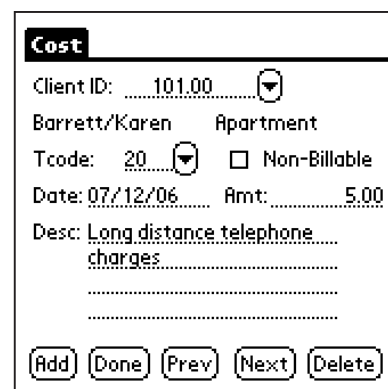 Cost
Client ID: 101.00
Barrett/Karen Apartment
Tcode: 20 Non-Billable
Date: 07/12/06 Amt: 5.00
Desc: Long distance telephone
charges
Add Done Prev Next Delete